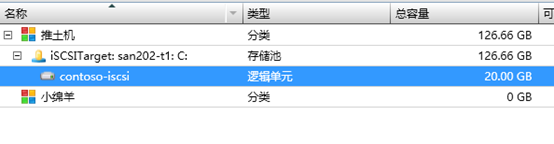 名称 类型 总容量 可
推土机 分类 126.66 GB
iSCSITarget: san202-t1: C: 存储池 126.66 GB
contoso-iscsi 逻辑单元 20.00 GB
小绵羊 分类 0 GB